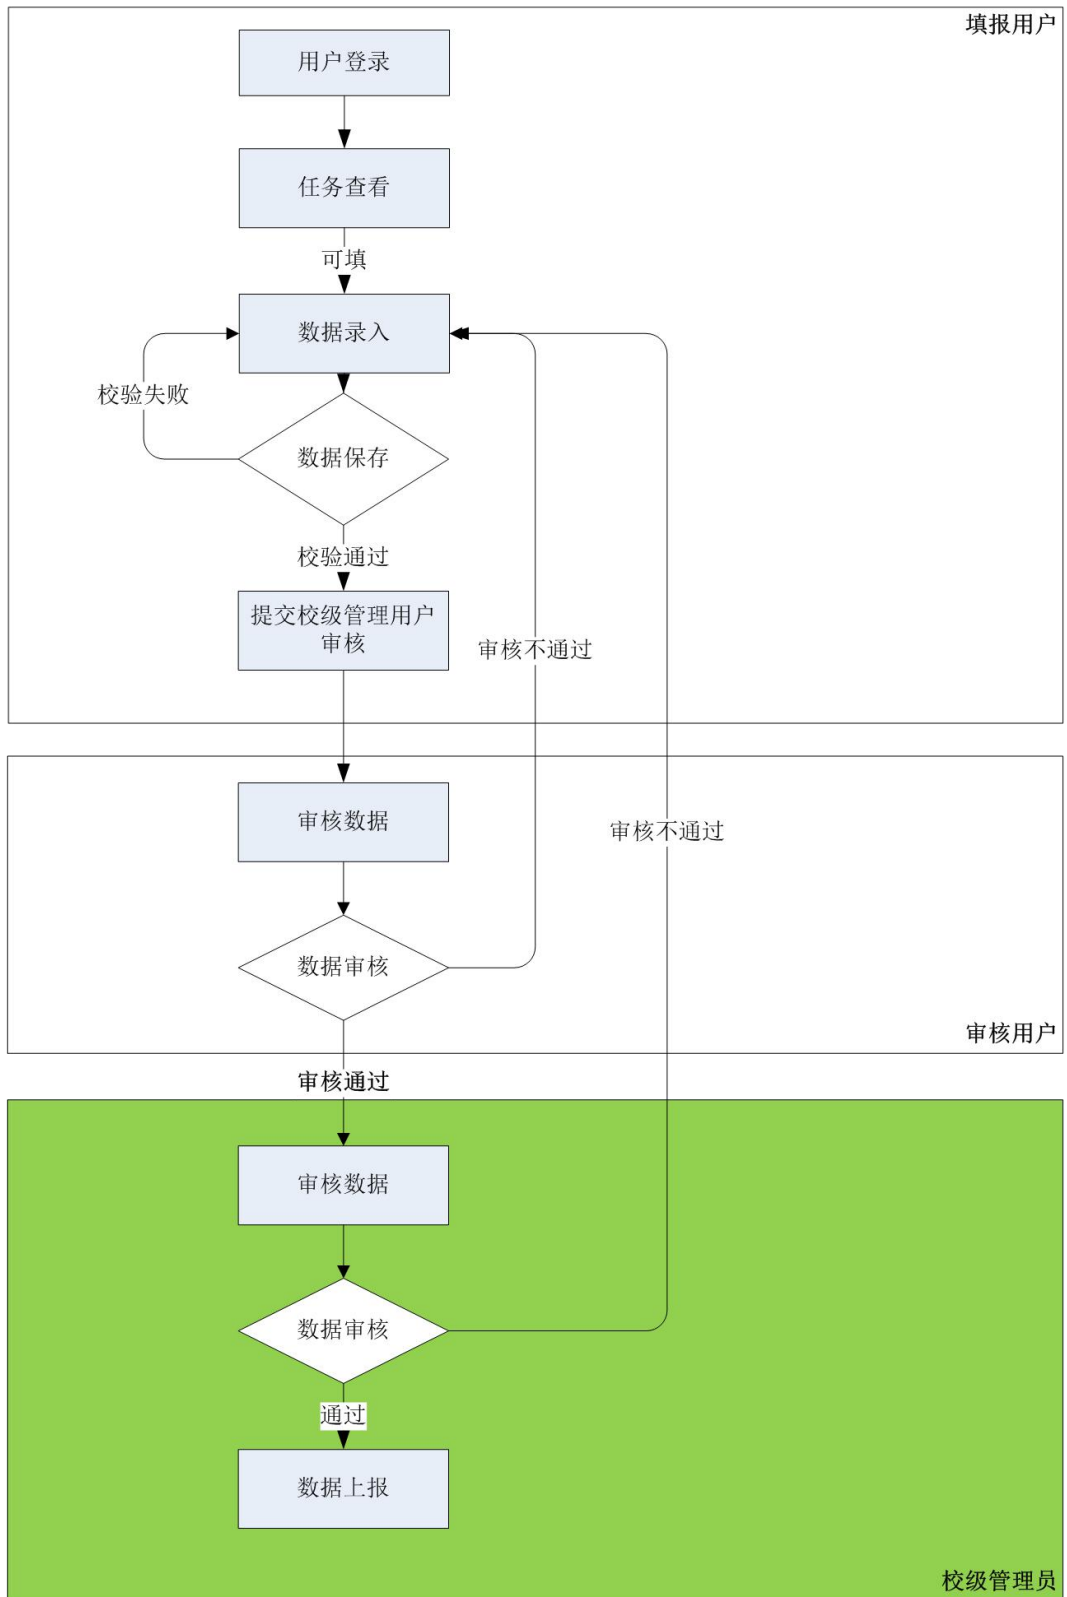 填报用户
用户登录
任务查看
可填
数据录入
校验失败
数据保存
校验通过
提交校级管理用户
审核
审核不通过
审核数据
审核不通过
数据审核
审核用户
审核通过
审核数据
数据审核
通过
数据上报
校级管理员